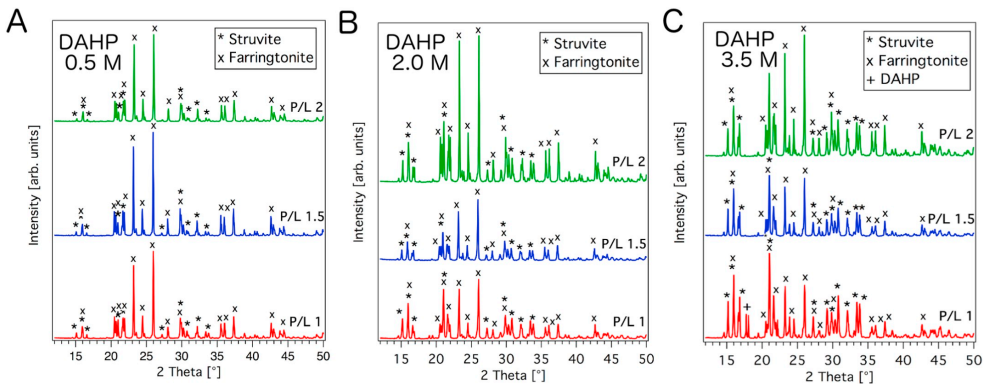 A
DAHP
0.5 M
* Struvite
x Farringtonite
P/L 2
P/L 1.5
P/L 1
Intensity [arb. units]
15 20 25 30 35 40 45 50
2 Theta [°]
B
DAHP
2.0 M
* Struvite
x Farringtonite
P/L 2
P/L 1.5
P/L 1
Intensity [arb. units]
15 20 25 30 35 40 45 50
2 Theta [°]
C
DAHP
3.5 M
* Struvite
x Farringtonite
+ DAHP
P/L 2
P/L 1.5
P/L 1
Intensity [arb. units]
15 20 25 30 35 40 45 50
2 Theta [°]